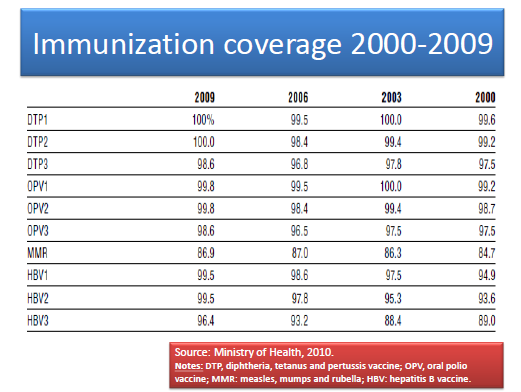 Immunization coverage 2000-2009
2009 2006 2003 2000
DTP1 100% 99.5 100.0 99.6
DTP2 100.0 98.4 99.4 99.2
DTP3 98.6 96.8 97.8 97.5
OPV1 99.8 99.5 100.0 99.2
OPV2 99.8 98.4 99.4 98.7
OPV3 98.6 96.5 97.5 97.5
MMR 86.9 87.0 86.3 84.7
HBV1 99.5 98.6 97.5 94.9
HBV2 99.5 97.8 95.3 93.6
HBV3 96.4 93.2 88.4 89.0
Source: Ministry of Health, 2010.
Notes: DTP, diphtheria, tetanus and pertussis vaccine; OPV, oral polio
vaccine; MMR: measles, mumps and rubella; HBV: hepatitis B vaccine.